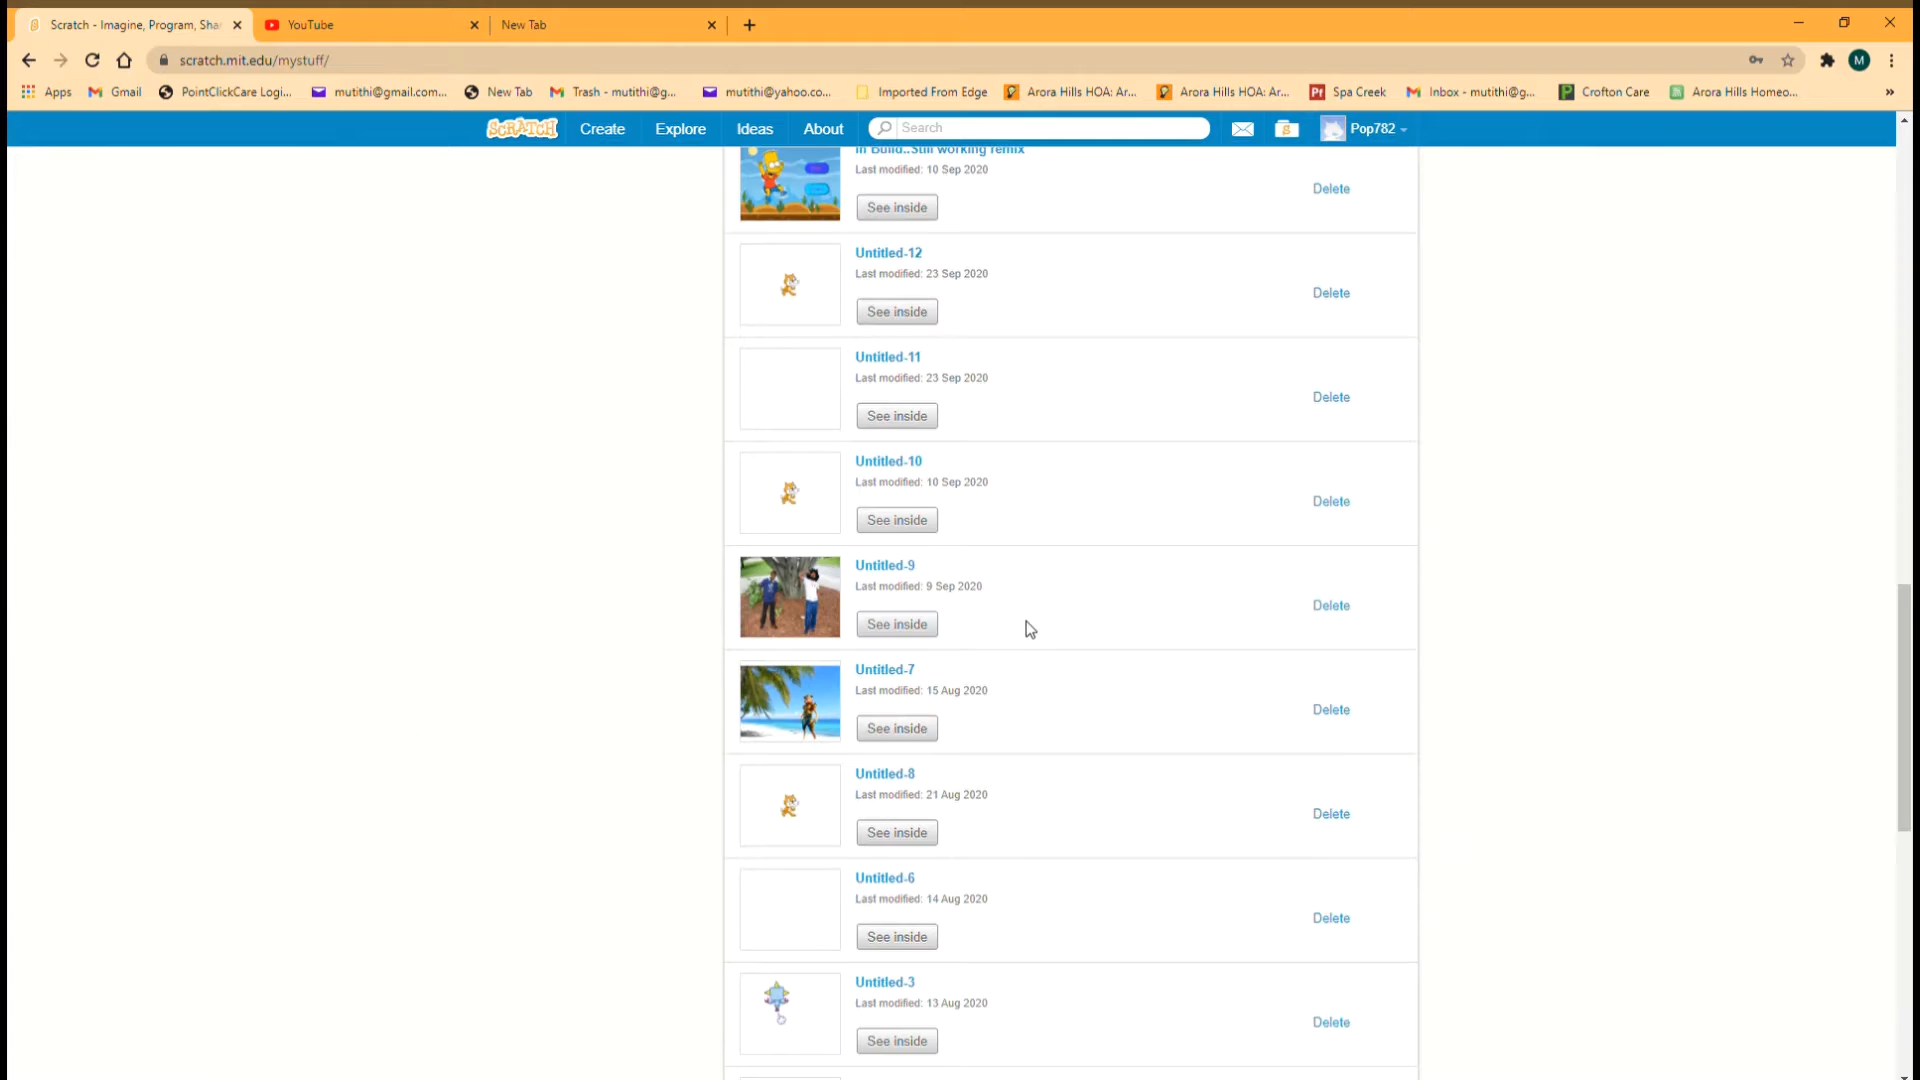 Scratch - Imagine, Program, Sha
YouTube
New Tab
scratch.mit.edu/mystuff/
M
Apps
Gmail
PointClickCare Logi...
mutithi@gmail.com...
New Tab
Trash - mutithi@g...
mutithi@yahoo.co...
Imported From Edge
Arora Hills HOA: Ar...
Arora Hills HOA: Ar...
Spa Creek
Inbox - mutithi@g...
Crofton Care
Arora Hills Homeo...
SCRATCH
Create
Explore
Ideas
About
Search
Pop782
In Build..Still working remix
Last modified: 10 Sep 2020
Delete
See inside
Untitled-12
Last modified: 23 Sep 2020
Delete
See inside
Untitled-11
Last modified: 23 Sep 2020
Delete
See inside
Untitled-10
Last modified: 10 Sep 2020
Delete
See inside
Untitled-9
Last modified: 9 Sep 2020
Delete
See inside
Untitled-7
Last modified: 15 Aug 2020
Delete
See inside
Untitled-8
Last modified: 21 Aug 2020
Delete
See inside
Untitled-6
Last modified: 14 Aug 2020
Delete
See inside
Untitled-3
Last modified: 13 Aug 2020
Delete
See inside